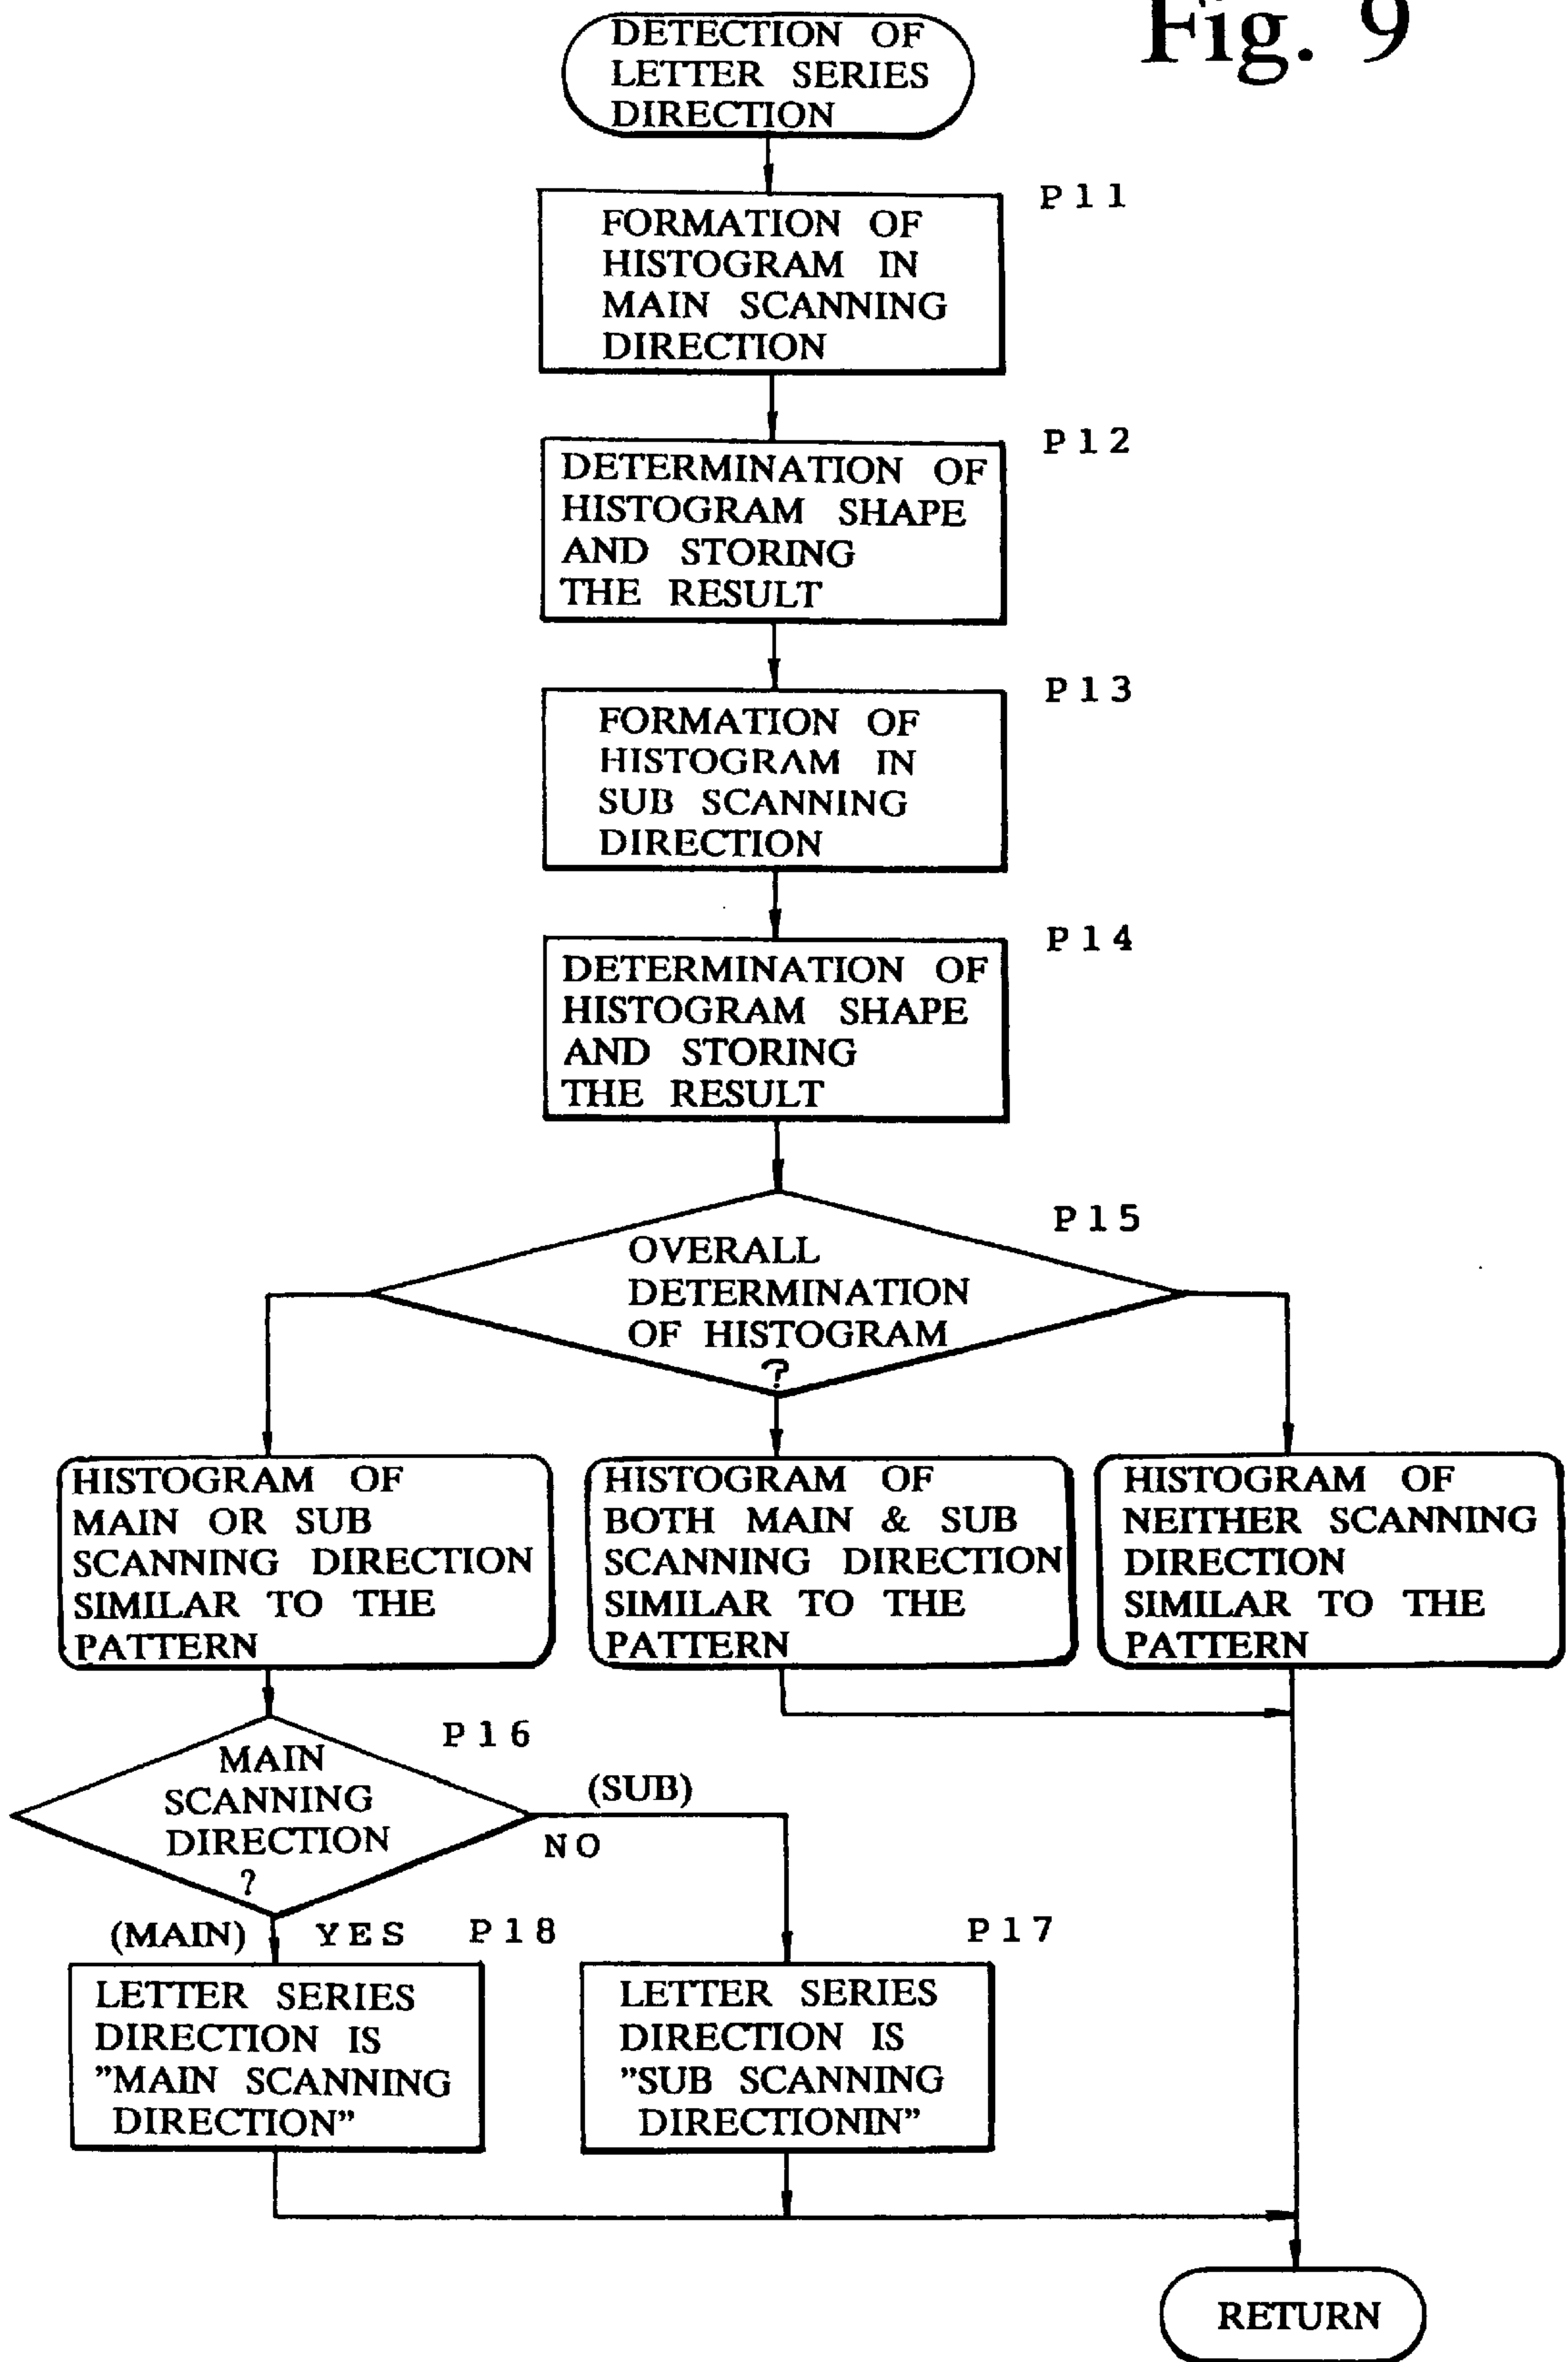 Fig. 9
DETECTION OF
LETTER SERIES
DIRECTION
P11
FORMATION OF
HISTOGRAM IN
MAIN SCANNING
DIRECTION
P12
DETERMINATION OF
HISTOGRAM SHAPE
AND STORING
THE RESULT
P13
FORMATION OF
HISTOGRAM IN
SUB SCANNING
DIRECTION
P14
DETERMINATION OF
HISTOGRAM SHAPE
AND STORING
THE RESULT
P15
OVERALL
DETERMINATION
OF HISTOGRAM
?
HISTOGRAM OF
MAIN OR SUB
SCANNING DIRECTION
SIMILAR TO THE
PATTERN
HISTOGRAM OF
BOTH MAIN & SUB
SCANNING DIRECTION
SIMILAR TO THE
PATTERN
HISTOGRAM OF
NEITHER SCANNING
DIRECTION
SIMILAR TO THE
PATTERN
P16
MAIN
SCANNING
DIRECTION
?
(SUB)
NO
(MAIN) YES
P18
LETTER SERIES
DIRECTION IS
"MAIN SCANNING
DIRECTION"
P17
LETTER SERIES
DIRECTION IS
"SUB SCANNING
DIRECTIONIN"
RETURN